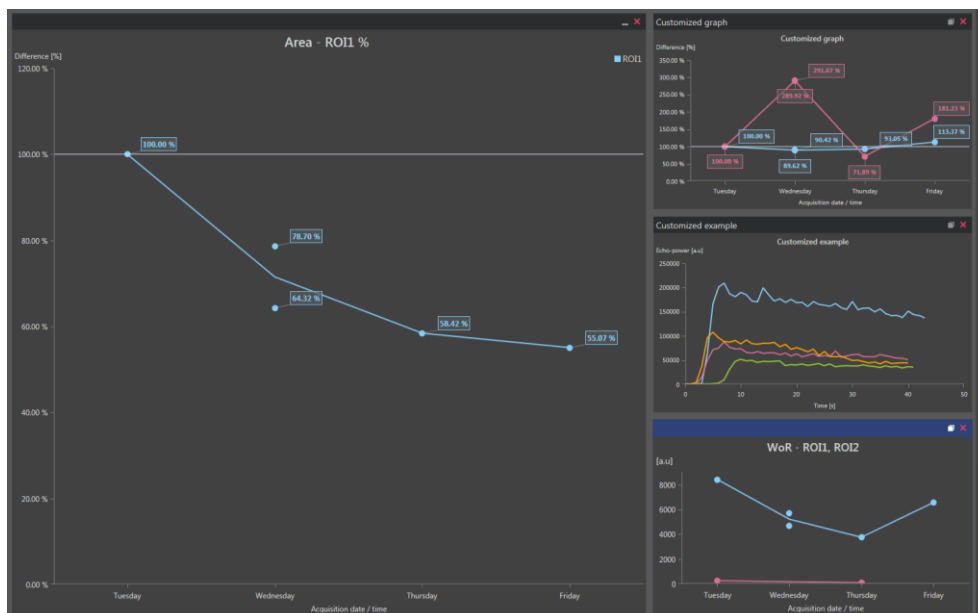 Area - ROI1 %
Difference [%]
ROI1
120.00 %
100.00 %
80.00 %
60.00 %
40.00 %
20.00 %
0.00 %
100.00 %
78.70 %
64.32 %
58.42 %
55.07 %
Tuesday
Wednesday
Thursday
Friday
Acquisition date / time
Customized graph
Customized graph
Difference [%]
350.00 %
300.00 %
250.00 %
200.00 %
150.00 %
100.00 %
50.00 %
0.00 %
289.92 %
181.23 %
100.00 %
90.42 %
93.05 %
113.37 %
100.00 %
89.62 %
71.89 %
Tuesday
Wednesday
Thursday
Friday
Acquisition date / time
Customized example
Customized example
Echo-power [a.u]
250000
200000
150000
100000
50000
0
0
10
20
30
40
50
Time [s]
WoR - ROI1, ROI2
[a.u]
8000
6000
4000
2000
0
Tuesday
Wednesday
Thursday
Friday
Acquisition date / time